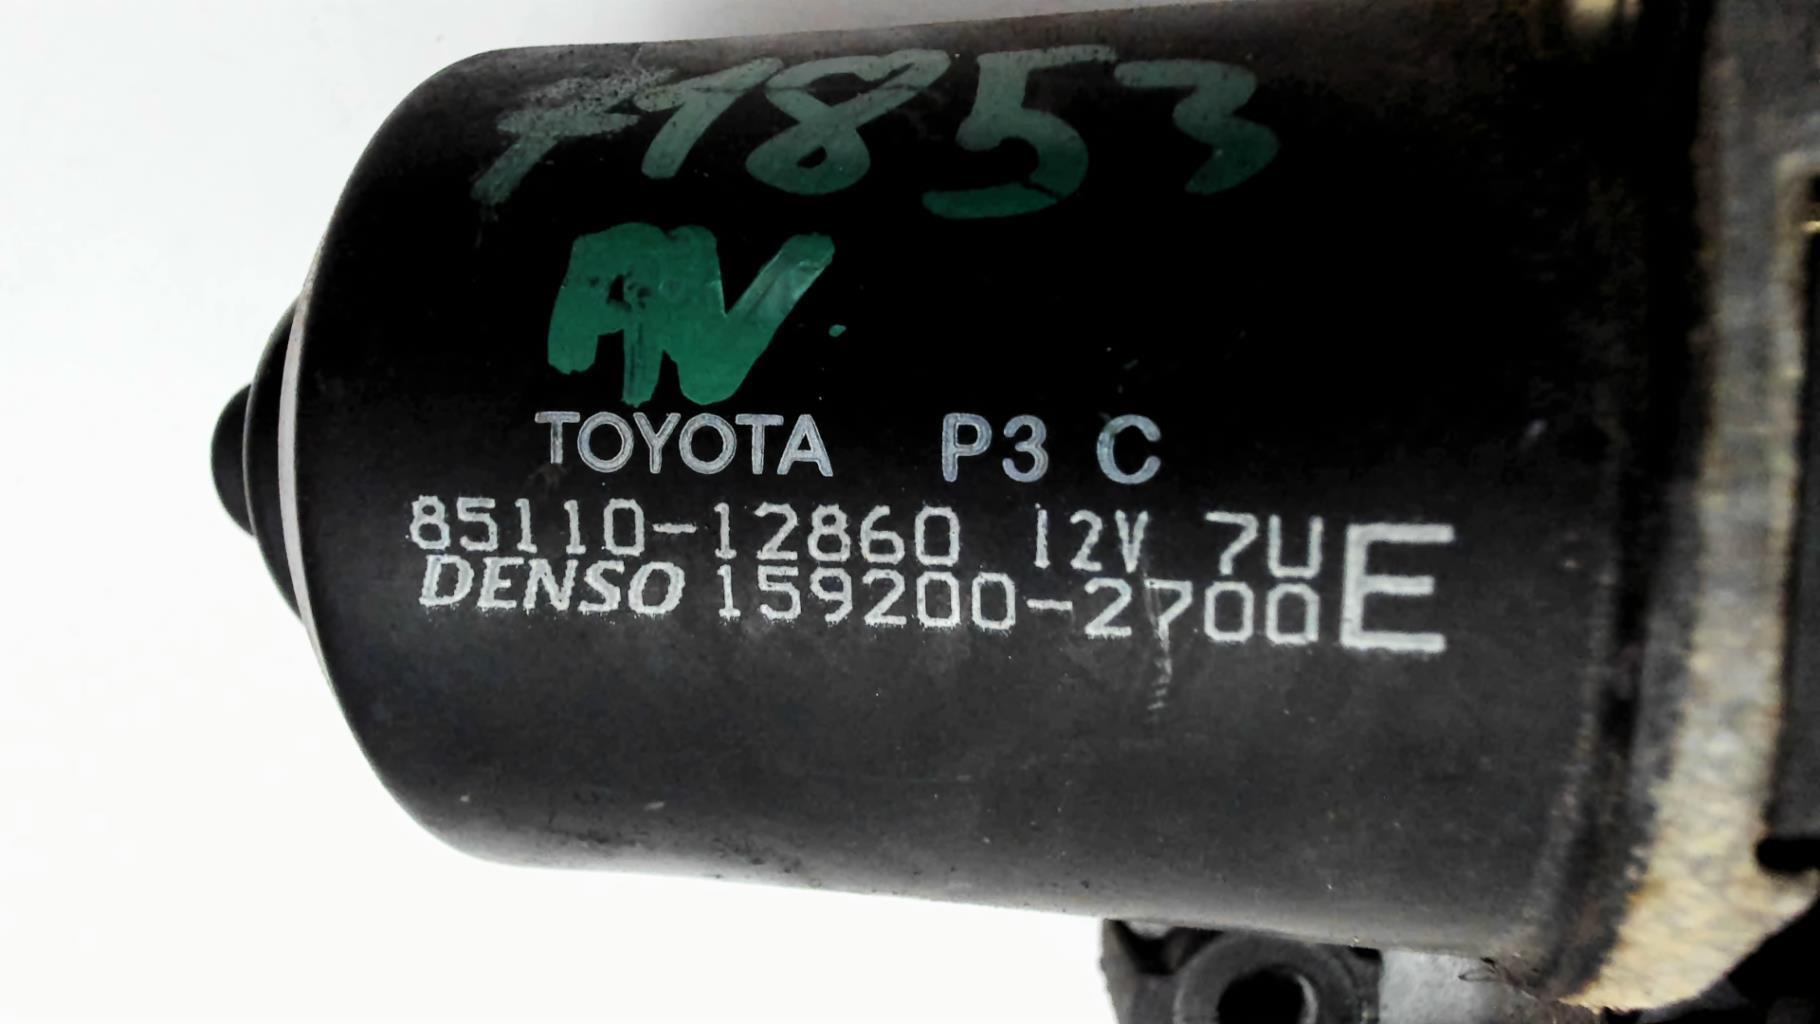 F1853
AV.
TOYOTA P3 C
85110-12860 12V 7U E
DENSO 159200-2700